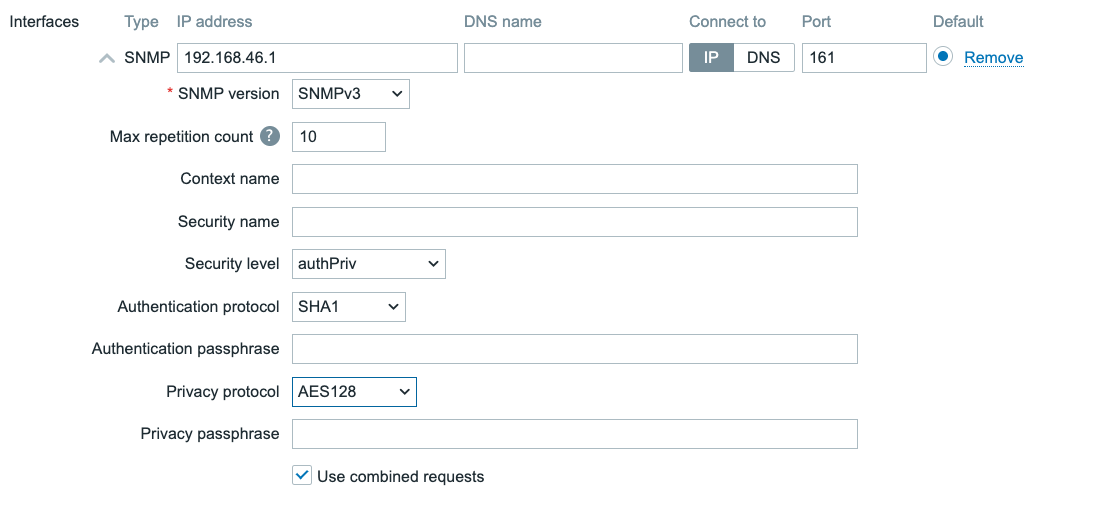 Interfaces Type IP address DNS name Connect to Port Default
SNMP 192.168.46.1 IP DNS 161 Remove
* SNMP version SNMPv3
Max repetition count ? 10
Context name
Security name
Security level authPriv
Authentication protocol SHA1
Authentication passphrase
Privacy protocol AES128
Privacy passphrase
Use combined requests